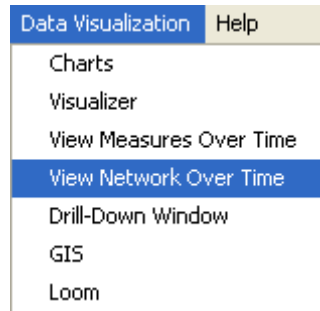 Data Visualization Help
Charts
Visualizer
View Measures Over Time
View Network Over Time
Drill-Down Window
GIS
Loom